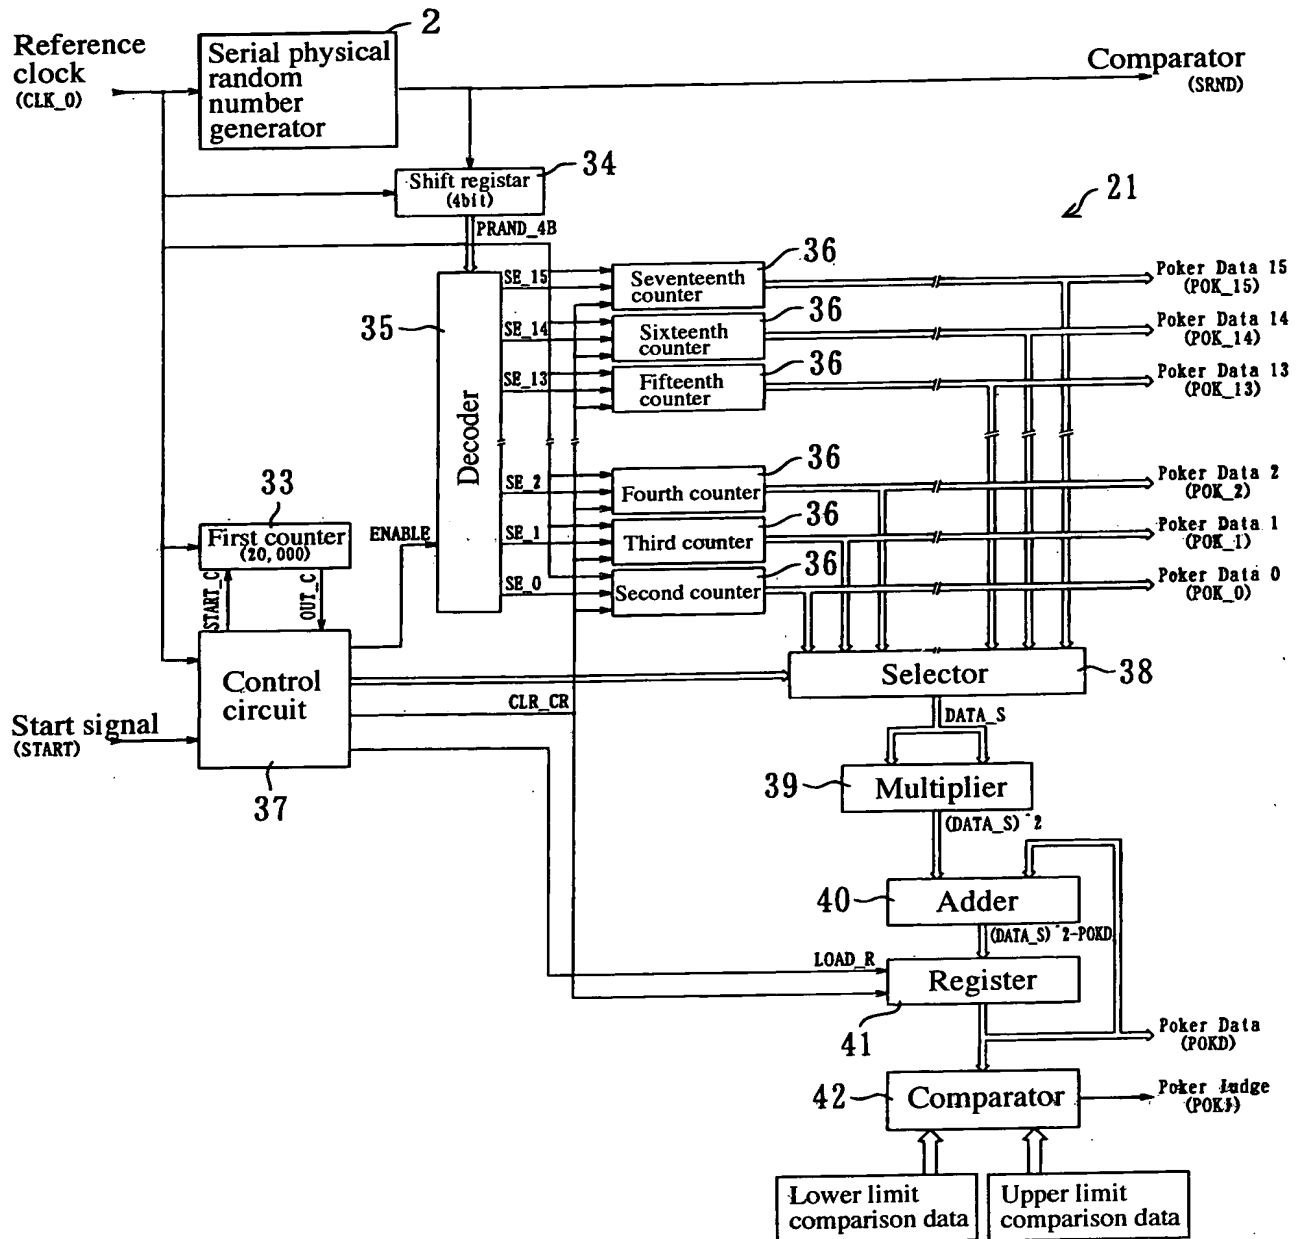 Reference
clock
(CLK_0)
2
Serial physical
random
number
generator
Comparator
(SRND)
34
Shift registar
(4bit)
PRAND_4B
21
35
Decoder
SE_15
SE_14
SE_13
SE_2
SE_1
SE_0
36
Seventeenth
counter
36
Sixteenth
counter
36
Fifteenth
counter
36
Fourth counter
36
Third counter
36
Second counter
Poker Data 15
(POK_15)
Poker Data 14
(POK_14)
Poker Data 13
(POK_13)
Poker Data 2
(POK_2)
Poker Data 1
(POK_1)
Poker Data 0
(POK_0)
33
First counter
(20,000)
START_C
OUT_C
ENABLE
Control
circuit
37
Start signal
(START)
CLR_CR
Selector
38
DATA_S
39
Multiplier
(DATA_S)^2
40
Adder
(DATA_S)^2-POKD
LOAD_R
Register
41
Poker Data
(POKD)
42
Comparator
Poker Judge
(POKJ)
Lower limit
comparison data
Upper limit
comparison data